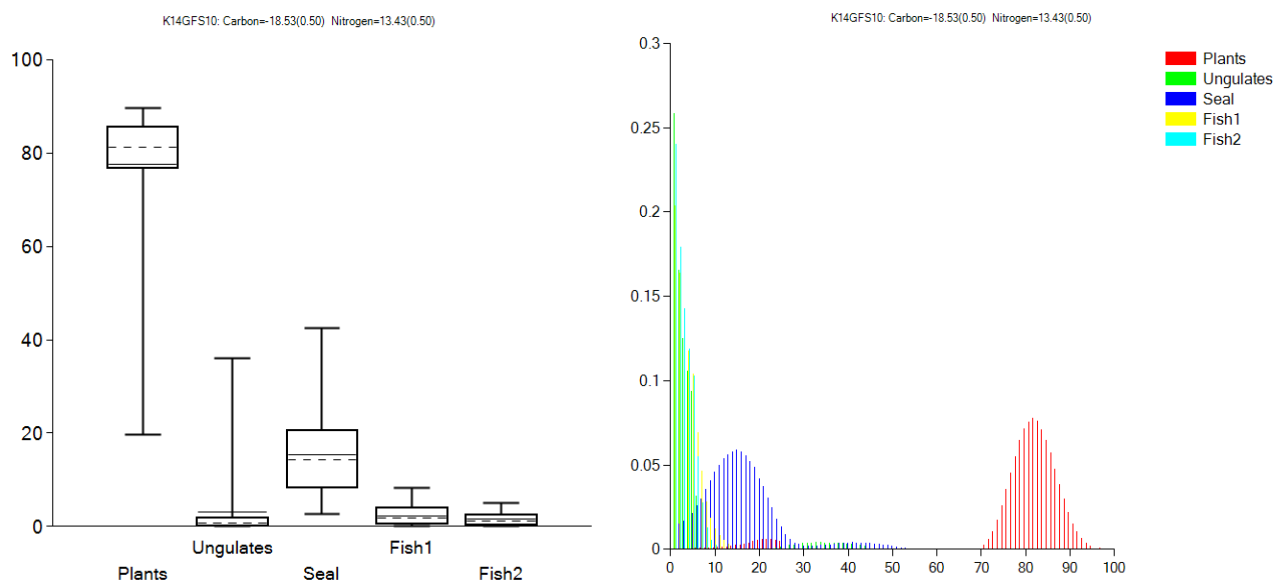 K14GFS10: Carbon=-18.53(0.50) Nitrogen=13.43(0.50)
100
80
60
40
20
0
Ungulates Fish1
Plants Seal Fish2
K14GFS10: Carbon=-18.53(0.50) Nitrogen=13.43(0.50)
0.3
0.25
0.2
0.15
0.1
0.05
0
0 10 20 30 40 50 60 70 80 90 100
Plants
Ungulates
Seal
Fish1
Fish2